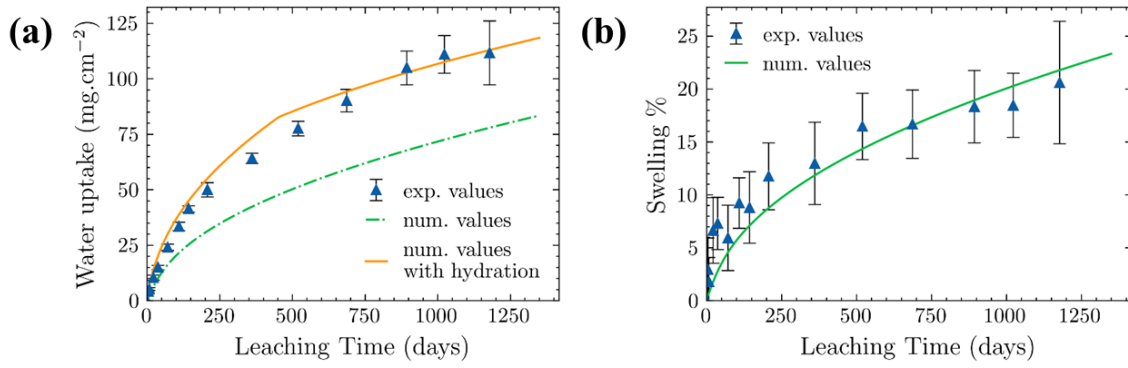 (a)
Water uptake (mg.cm−2)
125
100
75
50
25
0
exp. values
num. values
num. values
with hydration
0 250 500 750 1000 1250
Leaching Time (days)
(b)
Swelling %
25
20
15
10
5
0
exp. values
num. values
0 250 500 750 1000 1250
Leaching Time (days)